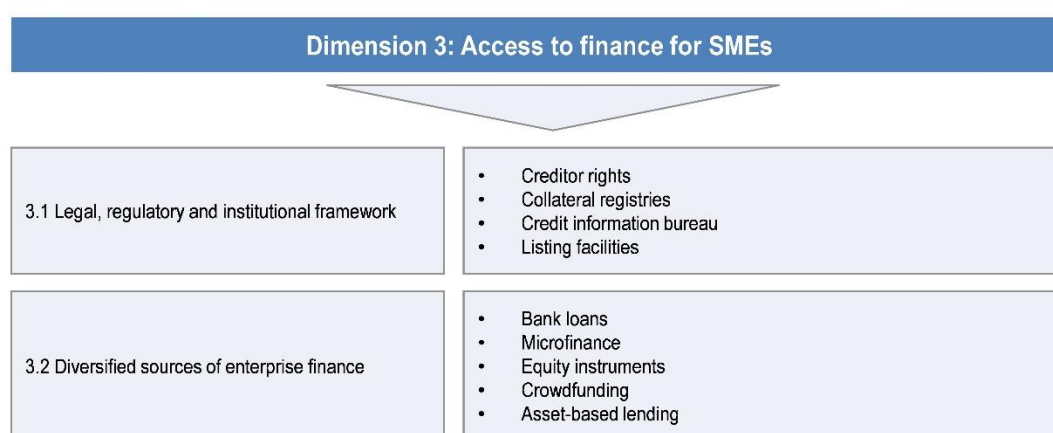 Dimension 3: Access to finance for SMEs
3.1 Legal, regulatory and institutional framework
• Creditor rights
• Collateral registries
• Credit information bureau
• Listing facilities
3.2 Diversified sources of enterprise finance
• Bank loans
• Microfinance
• Equity instruments
• Crowdfunding
• Asset-based lending